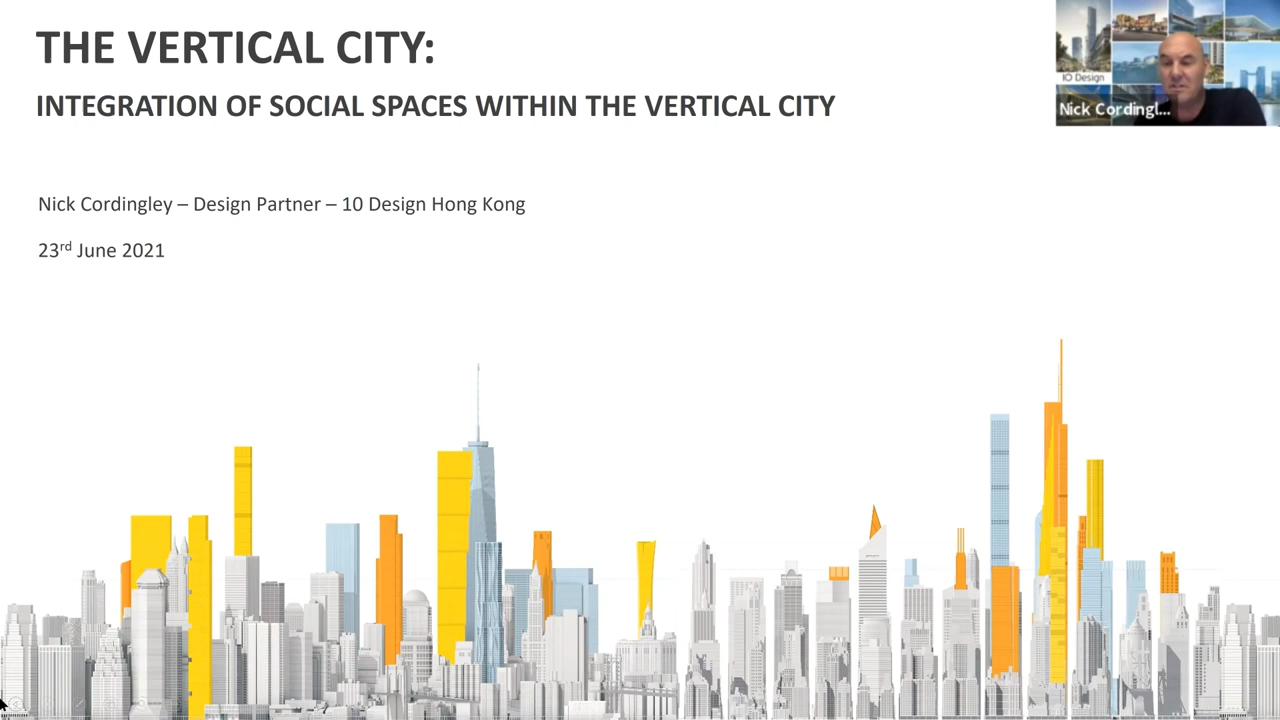 THE VERTICAL CITY:
INTEGRATION OF SOCIAL SPACES WITHIN THE VERTICAL CITY
Nick Cordingley – Design Partner – 10 Design Hong Kong
23rd June 2021
10 Design
Nick Cordingl...